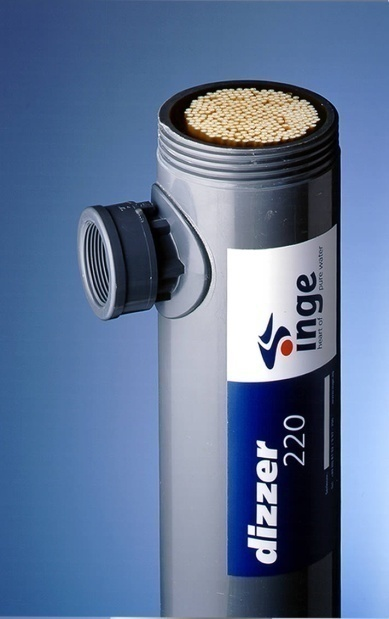 inge
heart of pure water
dizzer
220